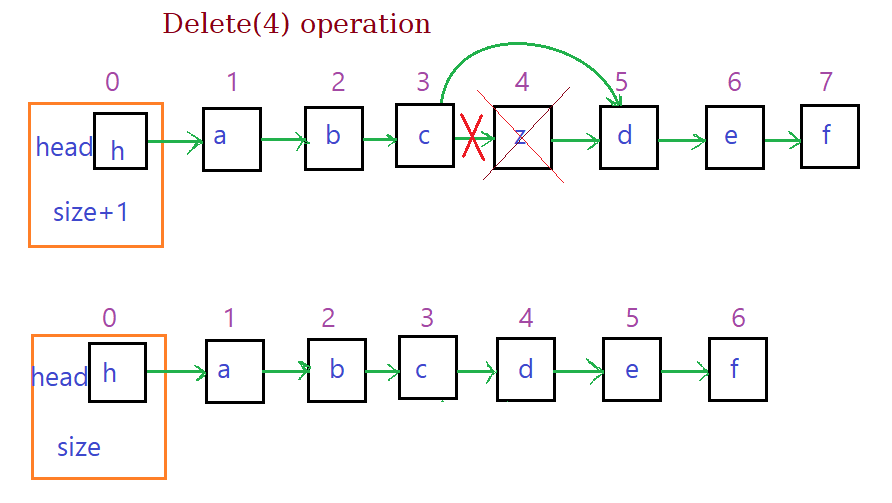 Delete(4) operation
0 1 2 3 4 5 6 7
head h a b c z d e f
size+1
0 1 2 3 4 5 6
head h a b c d e f
size